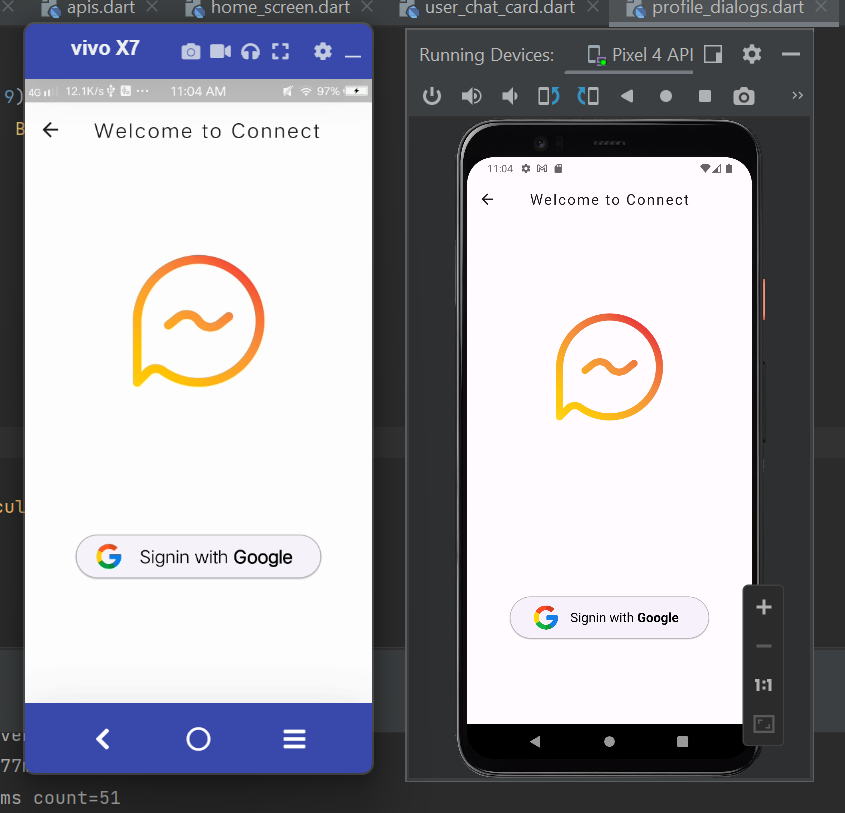 apis.dart
home_screen.dart
user_chat_card.dart
profile_dialogs.dart
vivo X7
Running Devices:
Pixel 4 API
4G
12.1K/s
11:04 AM
97%
9)
B
Welcome to Connect
11:04
Welcome to Connect
cul
Signin with Google
Signin with Google
1:1
ver
77m
ms count=51